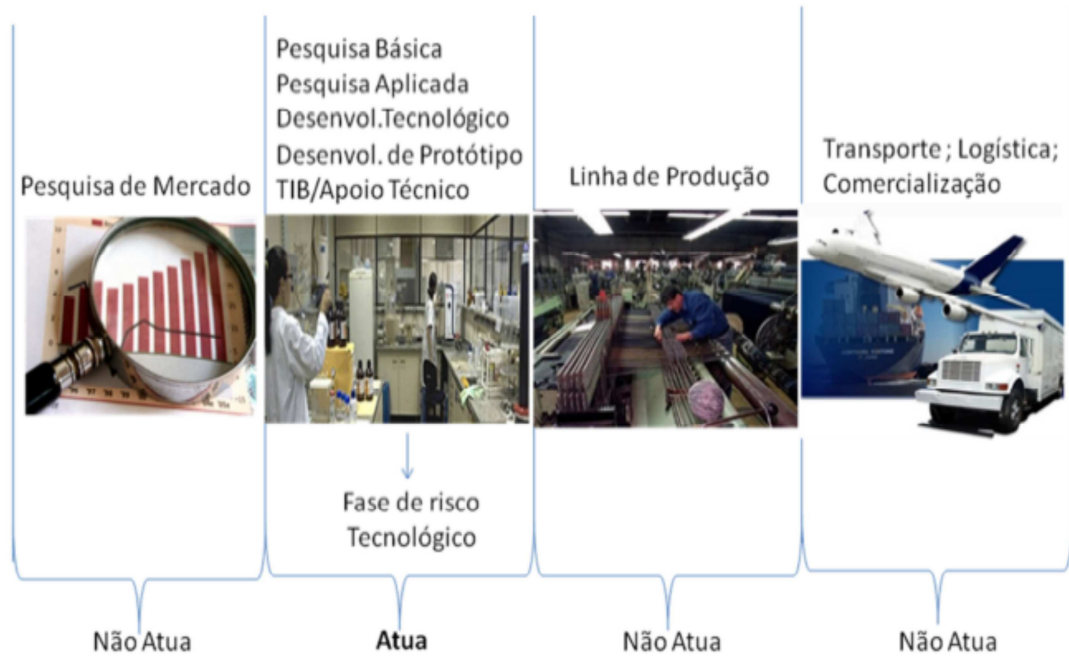 Pesquisa de Mercado
Pesquisa Básica
Pesquisa Aplicada
Desenvol.Tecnológico
Desenvol. de Protótipo
TIB/Apoio Técnico
Linha de Produção
Transporte ; Logística;
Comercialização
Fase de risco
Tecnológico
Não Atua
Atua
Não Atua
Não Atua